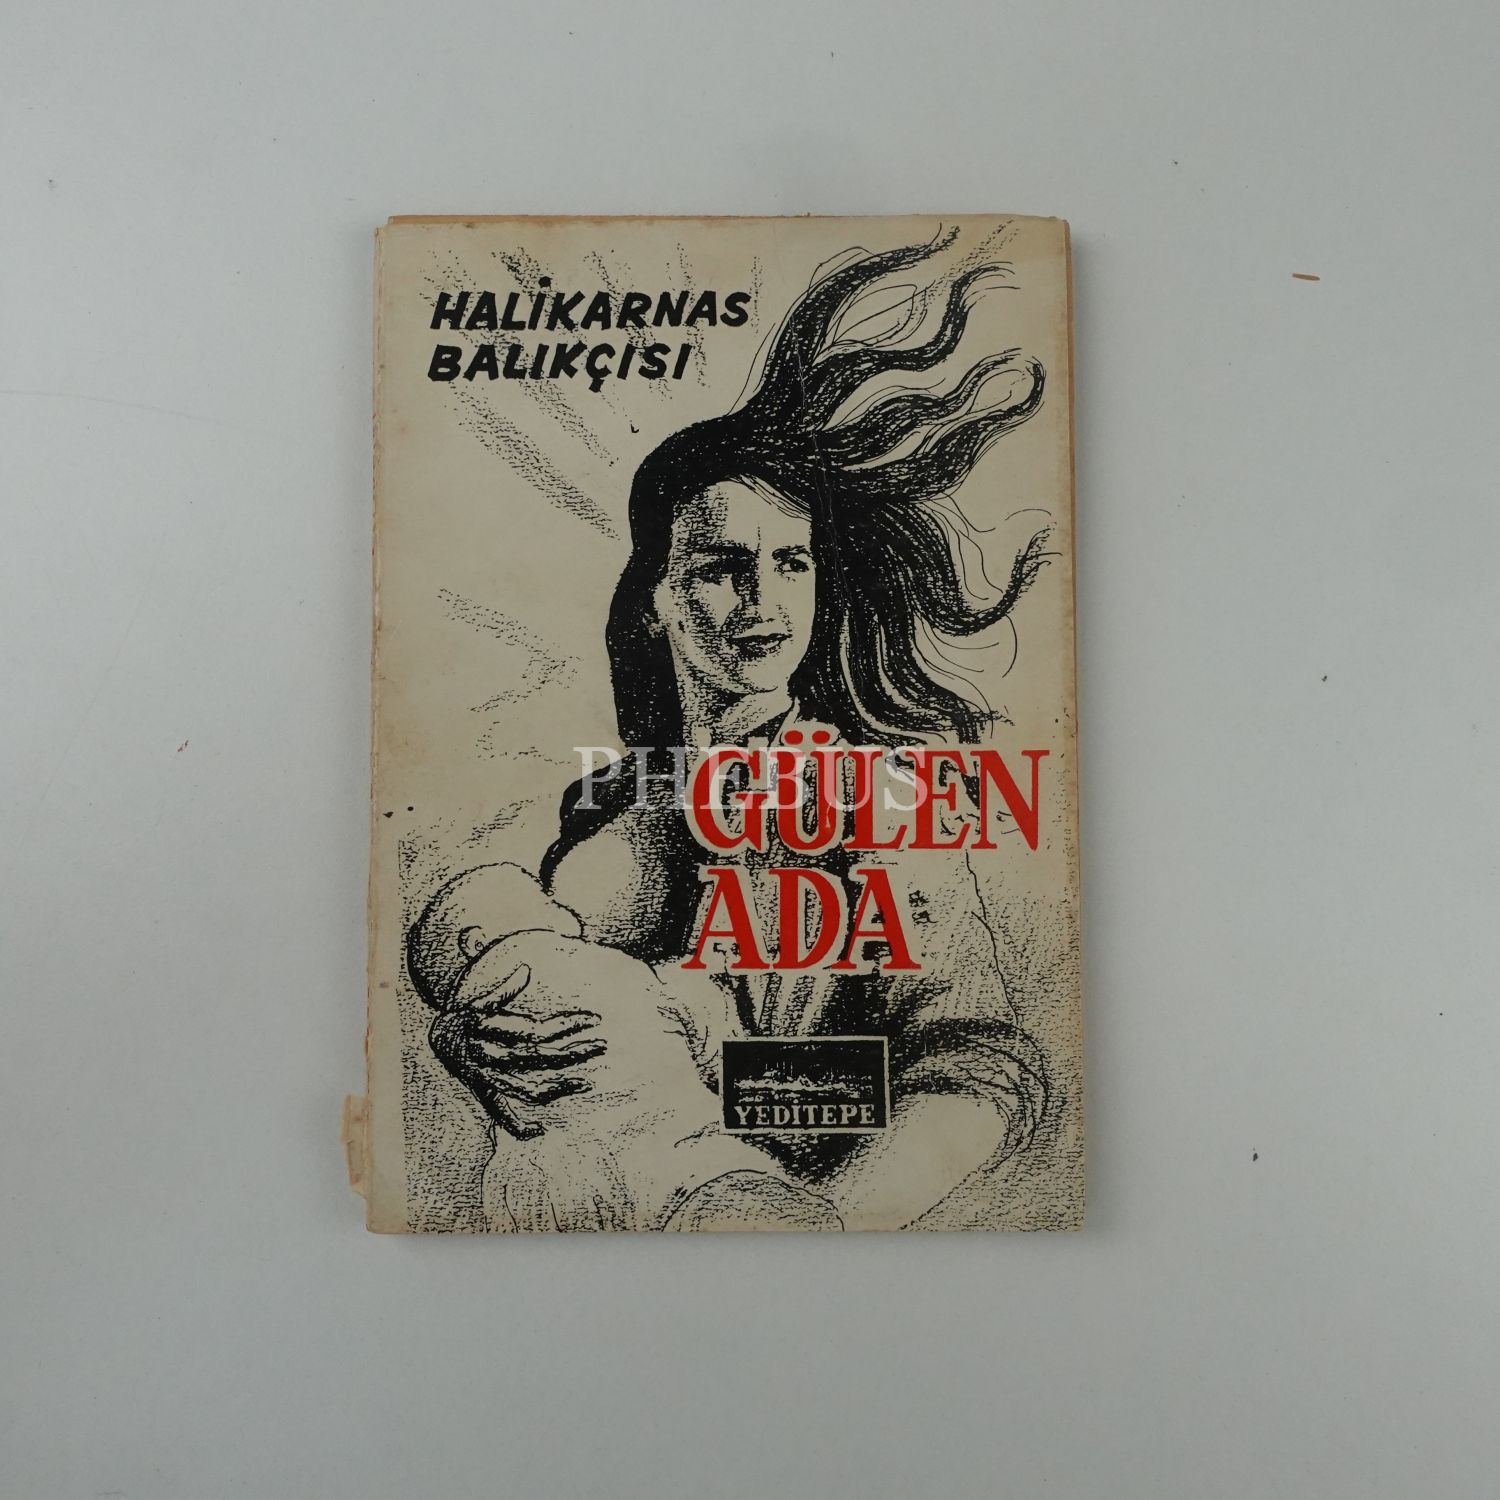 HALİKARNAS
BALIKÇISI
GÜLEN
PHEBUS
ADA
YEDİTEPE